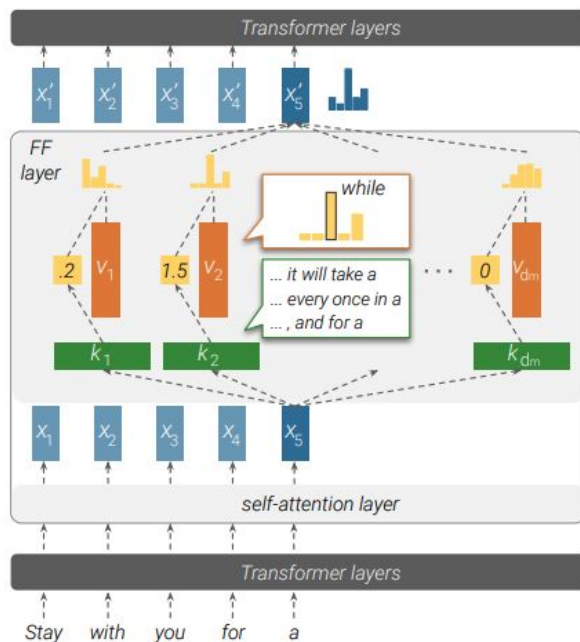 Transformer layers
x'1 x'2 x'3 x'4 x'5
FF
layer
while
.2 v1 1.5 v2 ... 0 vdm
... it will take a
... every once in a
... , and for a
k1 k2 kdm
x1 x2 x3 x4 x5
self-attention layer
Transformer layers
Stay with you for a